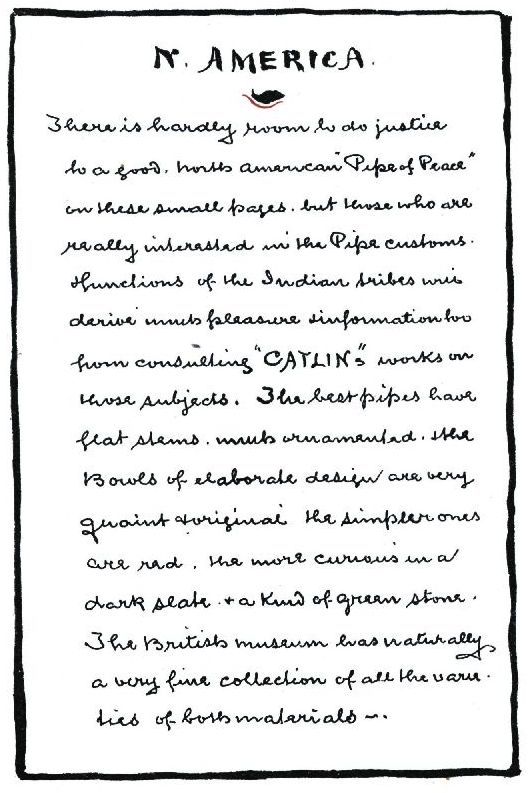 N. AMERICA.
There is hardly room to do justice
to a good. North american "Pipe of Peace"
on these small pages. but those who are
really interested in the Pipe customs.
& functions of the Indian tribes will
derive much pleasure & information too
from consulting "CATLIN's" works on
those subjects. The best pipes have
flat stems. much ornamented. & the
Bowls of elaborate design are very
quaint & original the simpler ones
are red. the more curious in a
dark slate. & a Kind of green stone.
The British museum has naturally
a very fine collection of all the varie-
ties of both materials ~.